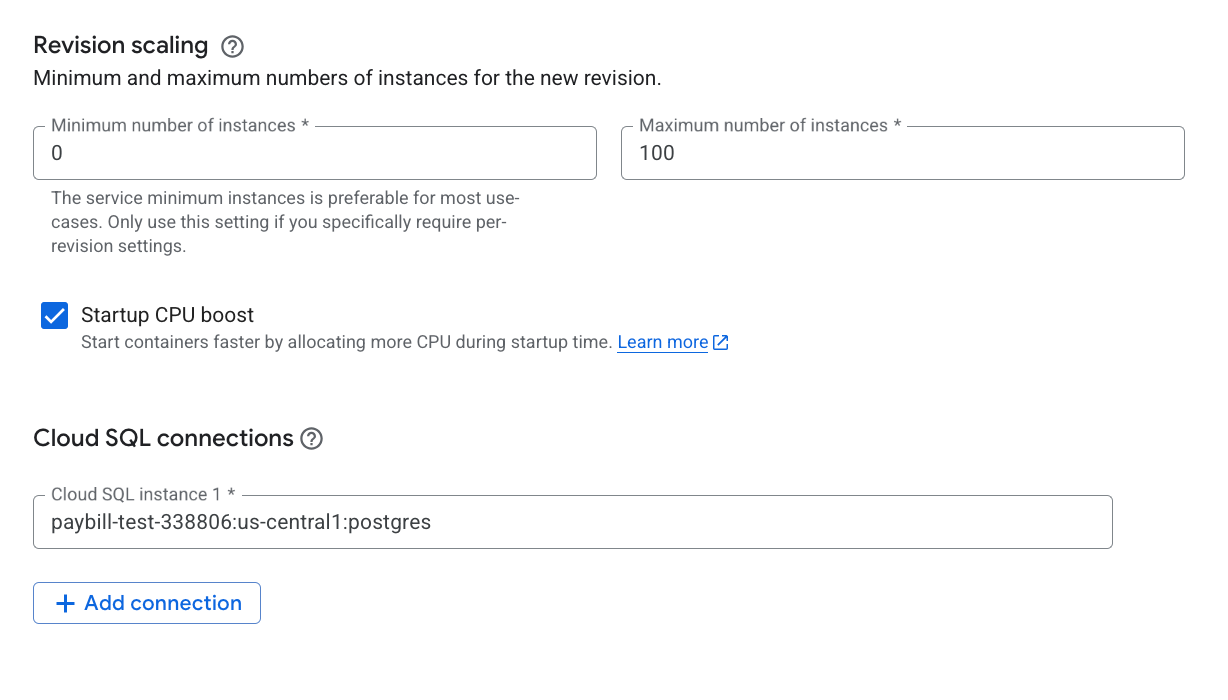 Revision scaling
Minimum and maximum numbers of instances for the new revision.
Minimum number of instances *
0
Maximum number of instances *
100
The service minimum instances is preferable for most use-
cases. Only use this setting if you specifically require per-
revision settings.
Startup CPU boost
Start containers faster by allocating more CPU during startup time. Learn more
Cloud SQL connections
Cloud SQL instance 1 *
paybill-test-338806:us-central1:postgres
Add connection